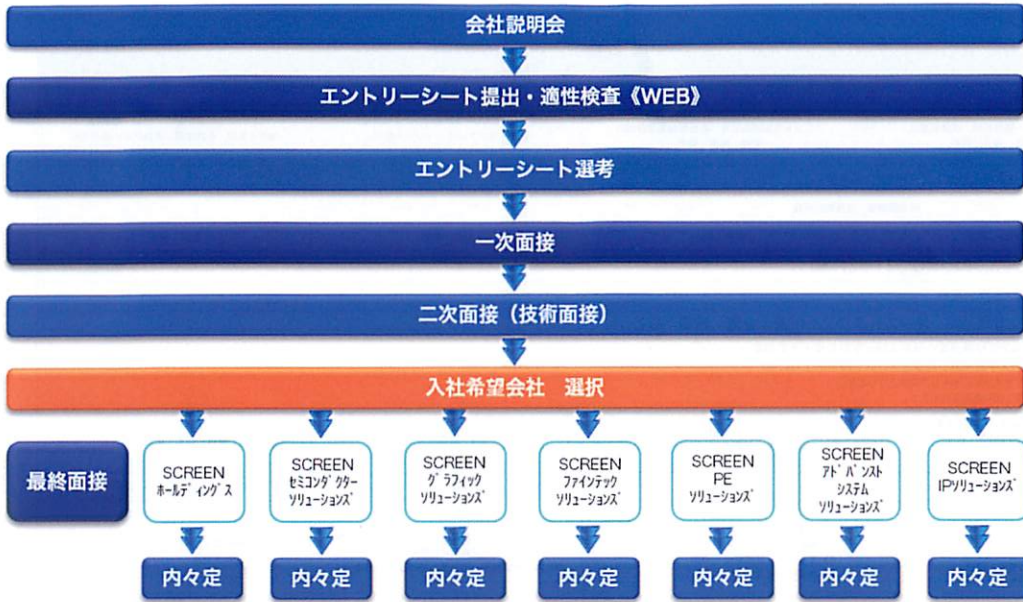 会社説明会
エントリーシート提出・適性検査《WEB》
エントリーシート選考
一次面接
二次面接（技術面接）
入社希望会社　選択
最終面接
SCREEN
ﾎｰﾙﾃﾞｨﾝｸﾞｽ
SCREEN
ｾﾐｺﾝﾀﾞｸﾀｰ
ｿﾘｭｰｼｮﾝｽﾞ
SCREEN
ｸﾞﾗﾌｨｯｸ
ｿﾘｭｰｼｮﾝｽﾞ
SCREEN
ﾌｧｲﾝﾃｯｸ
ｿﾘｭｰｼｮﾝｽﾞ
SCREEN
PE
ｿﾘｭｰｼｮﾝｽﾞ
SCREEN
ｱﾄﾞﾊﾞﾝｽﾄ
ｼｽﾃﾑ
ｿﾘｭｰｼｮﾝｽﾞ
SCREEN
IPｿﾘｭｰｼｮﾝｽﾞ
内々定
内々定
内々定
内々定
内々定
内々定
内々定